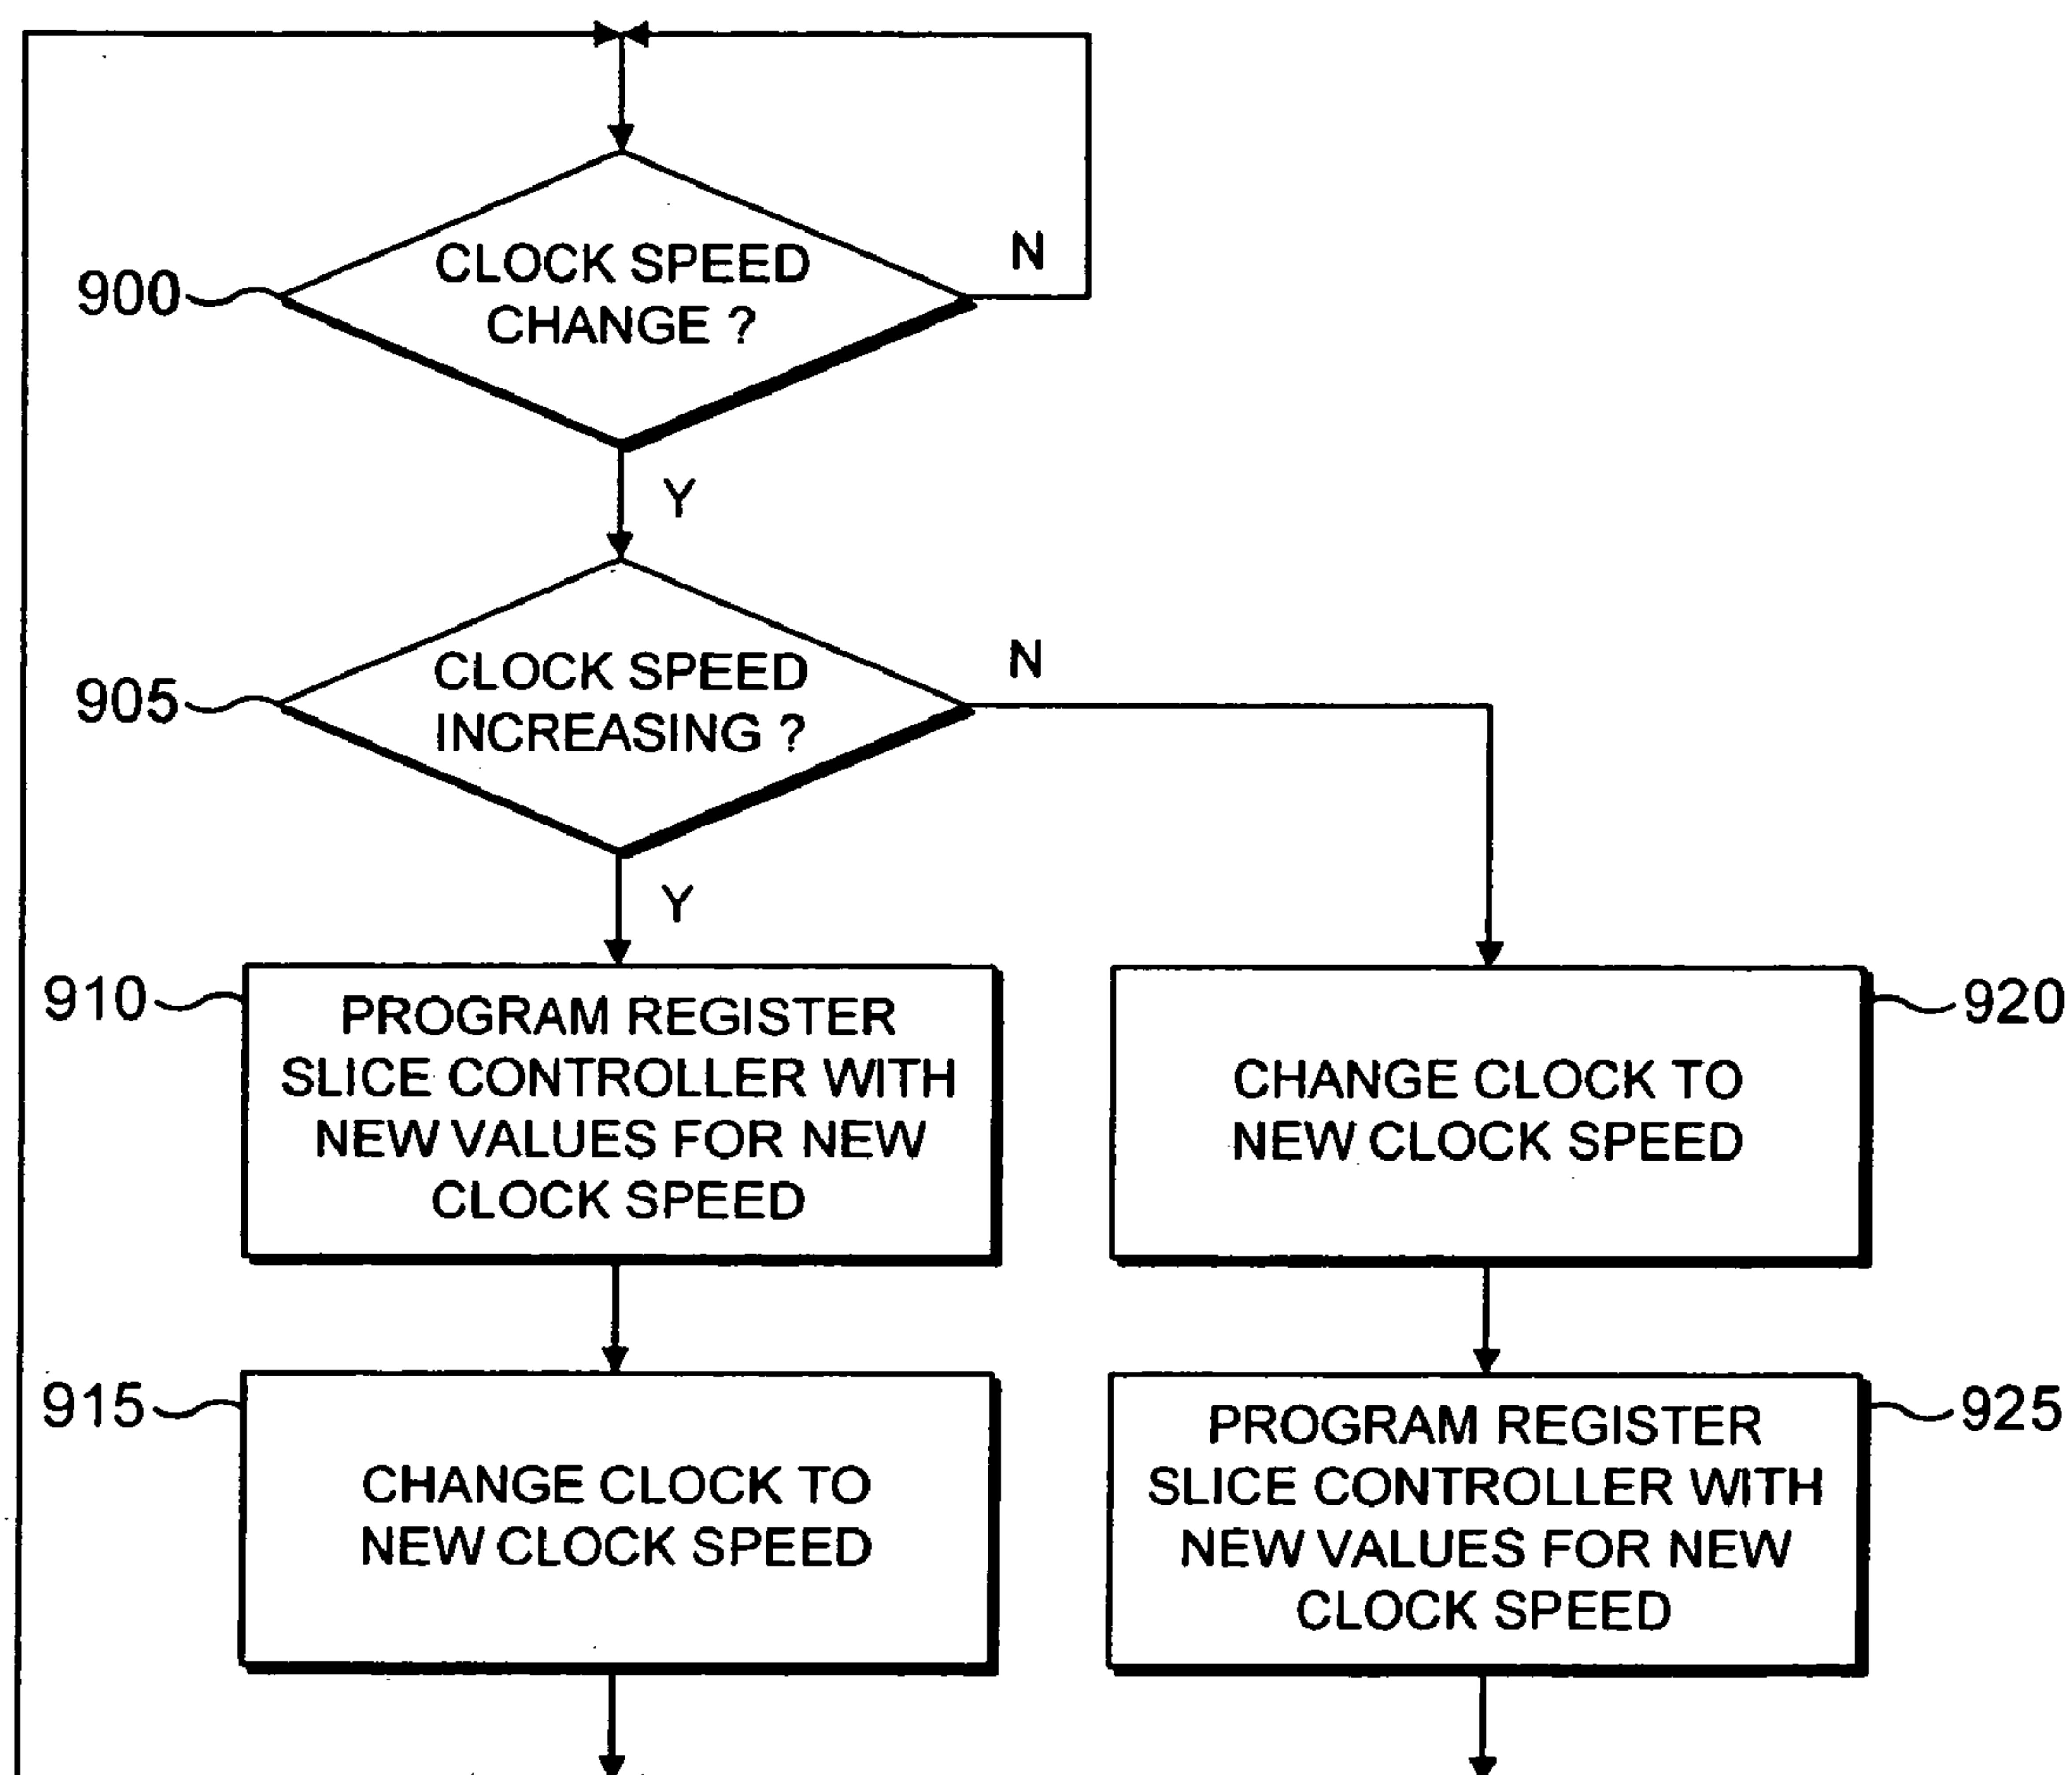 900
CLOCK SPEED
CHANGE ?
N
Y
905
CLOCK SPEED
INCREASING ?
N
Y
910
PROGRAM REGISTER
SLICE CONTROLLER WITH
NEW VALUES FOR NEW
CLOCK SPEED
CHANGE CLOCK TO
NEW CLOCK SPEED
920
915
CHANGE CLOCK TO
NEW CLOCK SPEED
PROGRAM REGISTER
SLICE CONTROLLER WITH
NEW VALUES FOR NEW
CLOCK SPEED
925